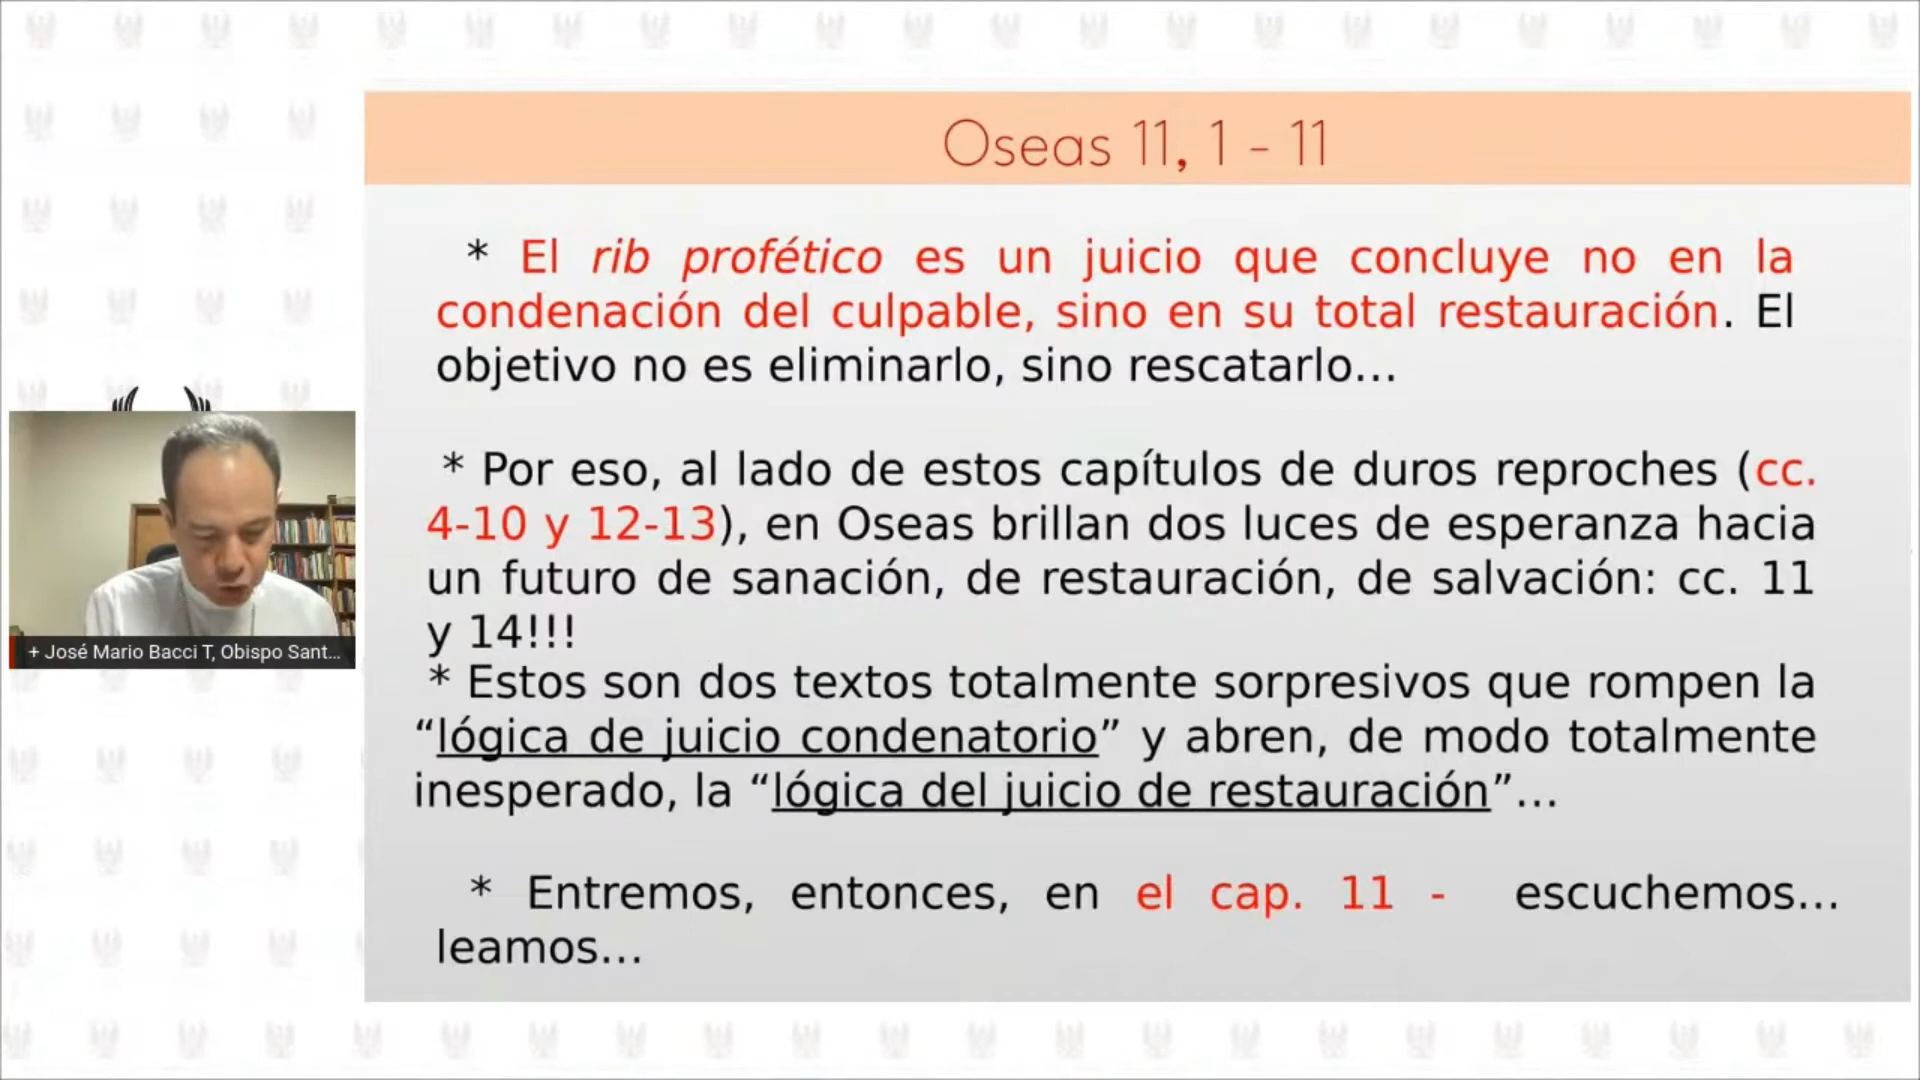 Oseas 11, 1 - 11
* El rib profético es un juicio que concluye no en la
condenación del culpable, sino en su total restauración. El
objetivo no es eliminarlo, sino rescatarlo...
* Por eso, al lado de estos capítulos de duros reproches (cc.
4-10 y 12-13), en Oseas brillan dos luces de esperanza hacia
un futuro de sanación, de restauración, de salvación: cc. 11
y 14!!!
* Estos son dos textos totalmente sorpresivos que rompen la
“lógica de juicio condenatorio” y abren, de modo totalmente
inesperado, la “lógica del juicio de restauración”...
* Entremos, entonces, en el cap. 11 - escuchemos...
leamos...
+ José Mario Bacci T, Obispo Sant...